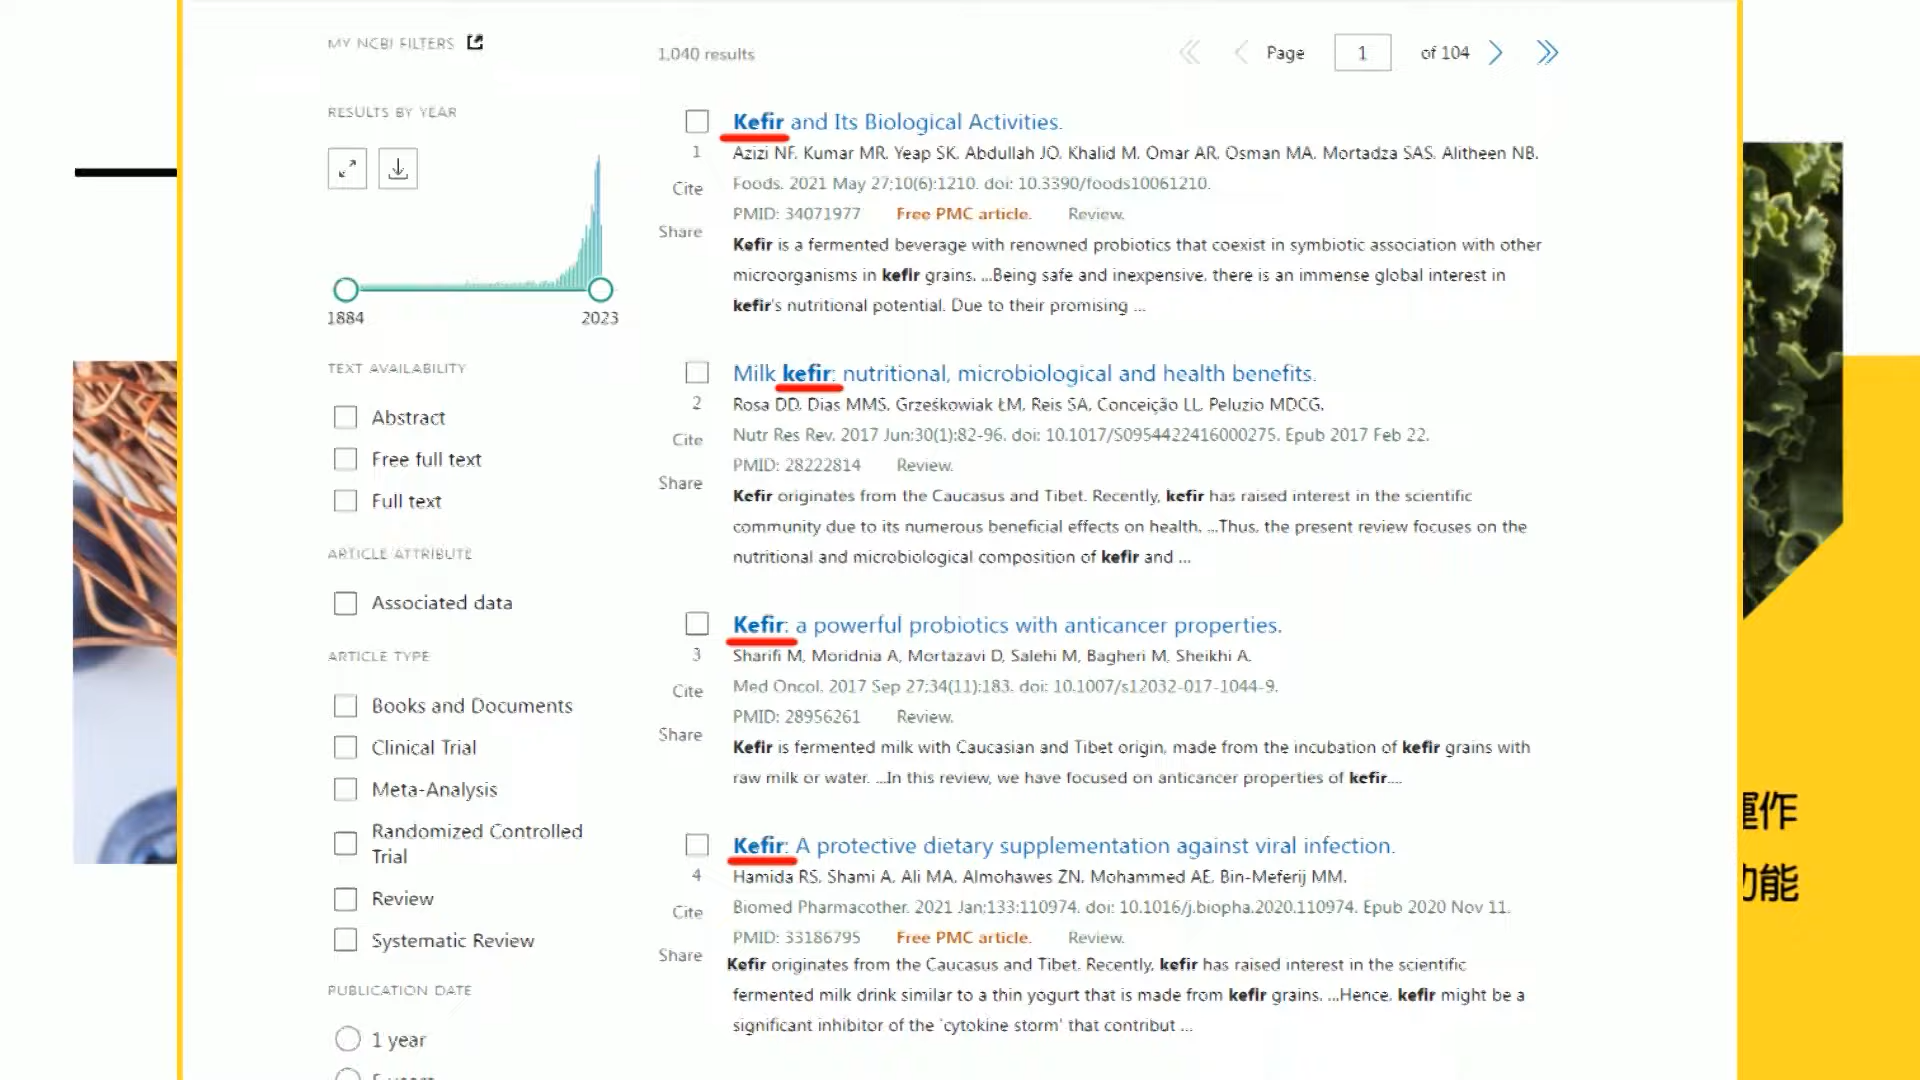 MY NCBI FILTERS
1,040 results
Page 1 of 104
RESULTS BY YEAR
1884 2023
TEXT AVAILABILITY
Abstract
Free full text
Full text
ARTICLE ATTRIBUTE
Associated data
ARTICLE TYPE
Books and Documents
Clinical Trial
Meta-Analysis
Randomized Controlled
Trial
Review
Systematic Review
PUBLICATION DATE
1 year
Kefir and Its Biological Activities.
1
Cite
Share
Azizi NF, Kumar MR, Yeap SK, Abdullah JO, Khalid M, Omar AR, Osman MA, Mortadza SAS, Alitheen NB.
Foods. 2021 May 27;10(6):1210. doi: 10.3390/foods10061210.
PMID: 34071977 Free PMC article. Review.
Kefir is a fermented beverage with renowned probiotics that coexist in symbiotic association with other
microorganisms in kefir grains. ...Being safe and inexpensive, there is an immense global interest in
kefir's nutritional potential. Due to their promising ...
Milk kefir: nutritional, microbiological and health benefits.
2
Cite
Share
Rosa DD, Dias MMS, Grześkowiak ŁM, Reis SA, Conceição LL, Peluzio MDCG.
Nutr Res Rev. 2017 Jun;30(1):82-96. doi: 10.1017/S0954422416000275. Epub 2017 Feb 22.
PMID: 28222814 Review.
Kefir originates from the Caucasus and Tibet. Recently, kefir has raised interest in the scientific
community due to its numerous beneficial effects on health. ...Thus, the present review focuses on the
nutritional and microbiological composition of kefir and ...
Kefir: a powerful probiotics with anticancer properties.
3
Cite
Share
Sharifi M, Moridnia A, Mortazavi D, Salehi M, Bagheri M, Sheikhi A.
Med Oncol. 2017 Sep 27;34(11):183. doi: 10.1007/s12032-017-1044-9.
PMID: 28956261 Review.
Kefir is fermented milk with Caucasian and Tibet origin, made from the incubation of kefir grains with
raw milk or water. ...In this review, we have focused on anticancer properties of kefir....
Kefir: A protective dietary supplementation against viral infection.
4
Cite
Share
Hamida RS, Shami A, Ali MA, Almohawes ZN, Mohammed AE, Bin-Meferij MM.
Biomed Pharmacother. 2021 Jan;133:110974. doi: 10.1016/j.biopha.2020.110974. Epub 2020 Nov 11.
PMID: 33186795 Free PMC article. Review.
Kefir originates from the Caucasus and Tibet. Recently, kefir has raised interest in the scientific
fermented milk drink similar to a thin yogurt that is made from kefir grains. ...Hence, kefir might be a
significant inhibitor of the 'cytokine storm' that contribut ...
運作
功能